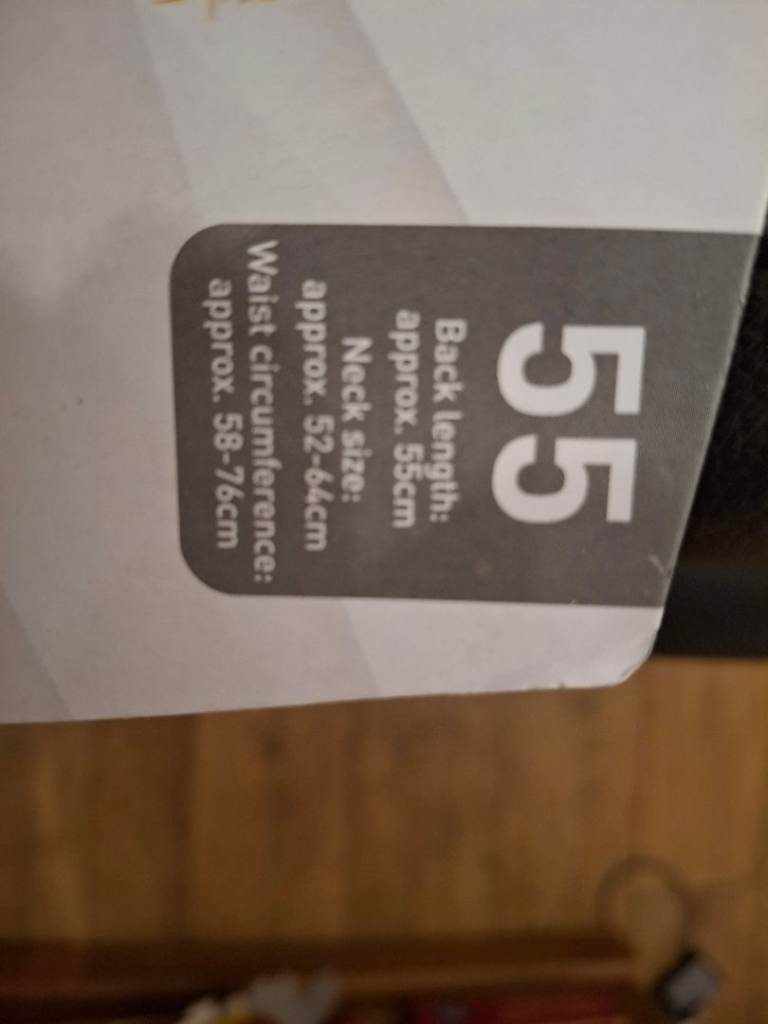 55
Back length:
approx. 55cm
Neck size:
approx. 52-64cm
Waist circumference:
approx. 58-76cm